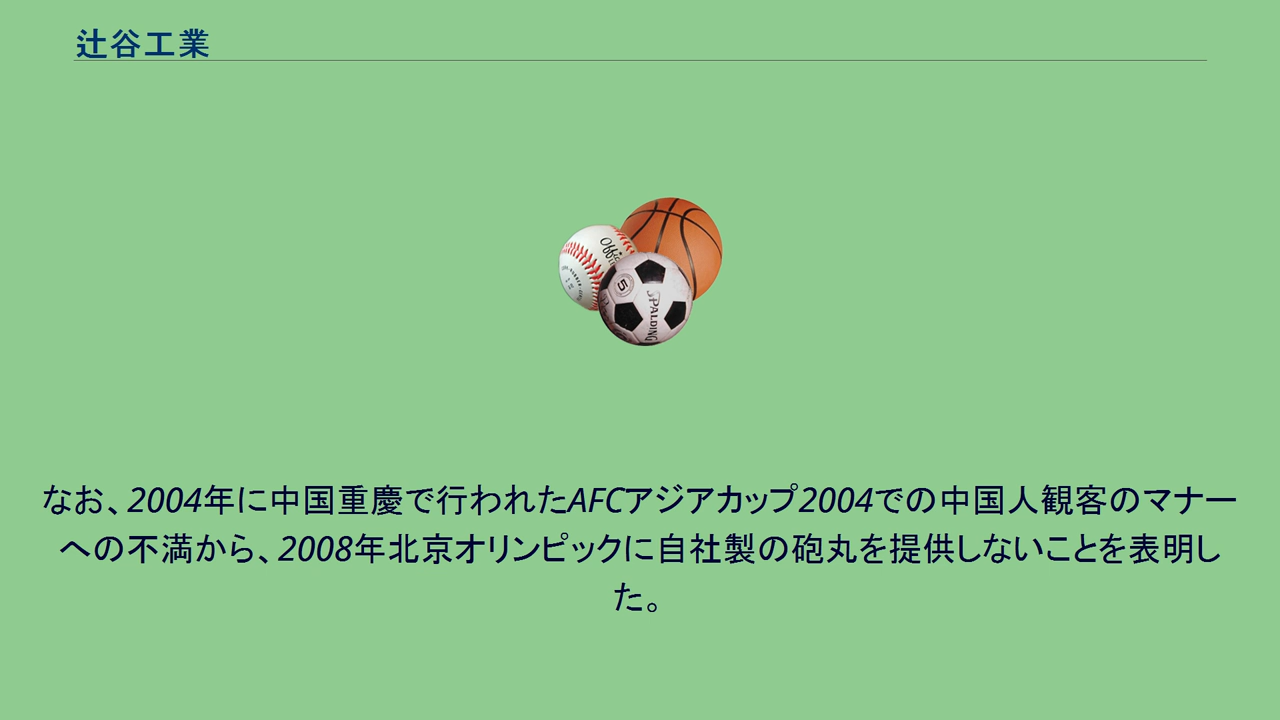 辻谷工業
Offici
5
SPALDING
なお、2004年に中国重慶で行われたAFCアジアカップ2004での中国人観客のマナー
への不満から、2008年北京オリンピックに自社製の砲丸を提供しないことを表明し
た。